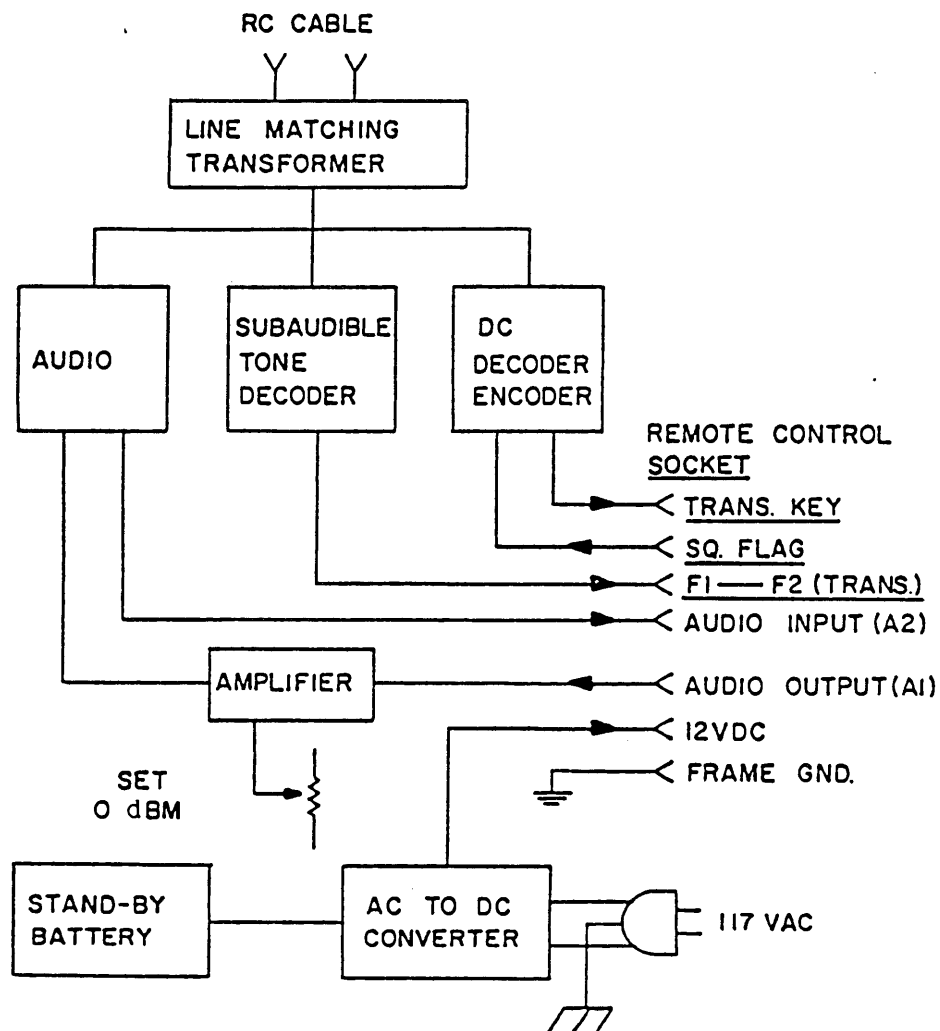 RC CABLE
LINE MATCHING
TRANSFORMER
AUDIO
SUBAUDIBLE
TONE
DECODER
DC
DECODER
ENCODER
REMOTE CONTROL
SOCKET
TRANS. KEY
SQ. FLAG
F1 — F2 (TRANS.)
AUDIO INPUT (A2)
AMPLIFIER
AUDIO OUTPUT (A1)
12VDC
FRAME GND.
SET
0 dBM
STAND-BY
BATTERY
AC TO DC
CONVERTER
117 VAC